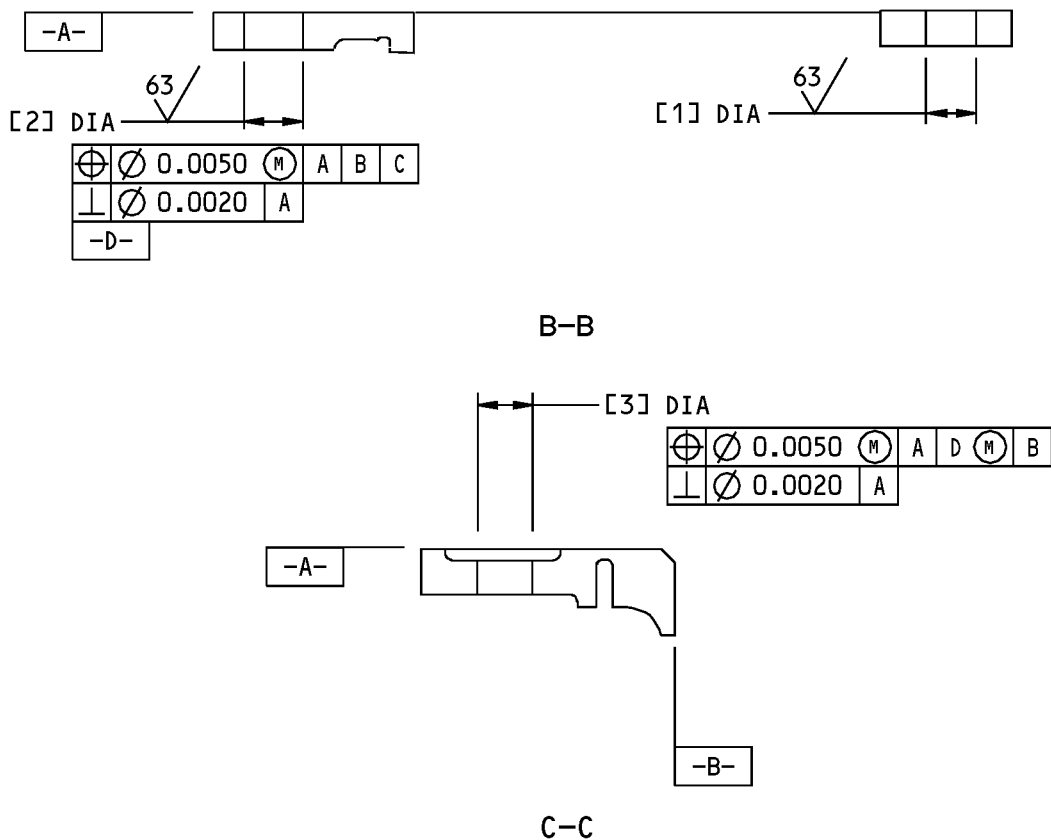 -A-
63
63
[2] DIA
[1] DIA
⌖ ⌀ 0.0050 Ⓜ A B C
⟂ ⌀ 0.0020 A
-D-
B-B
[3] DIA
⌖ ⌀ 0.0050 Ⓜ A D Ⓜ B
⟂ ⌀ 0.0020 A
-A-
-B-
C-C